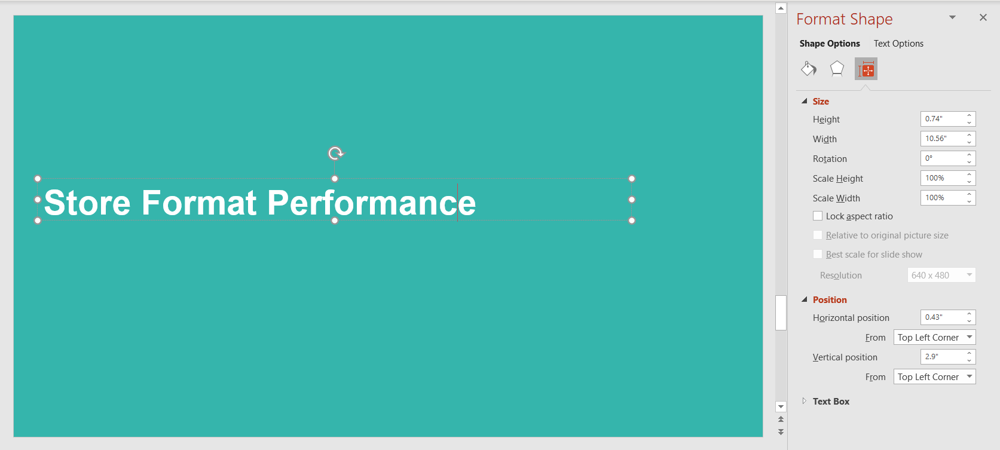 Store Format Performance
Format Shape
Shape Options Text Options
Size
Height 0.74"
Width 10.56"
Rotation 0°
Scale Height 100%
Scale Width 100%
Lock aspect ratio
Relative to original picture size
Best scale for slide show
Resolution 640 x 480
Position
Horizontal position 0.43"
From Top Left Corner
Vertical position 2.9"
From Top Left Corner
Text Box